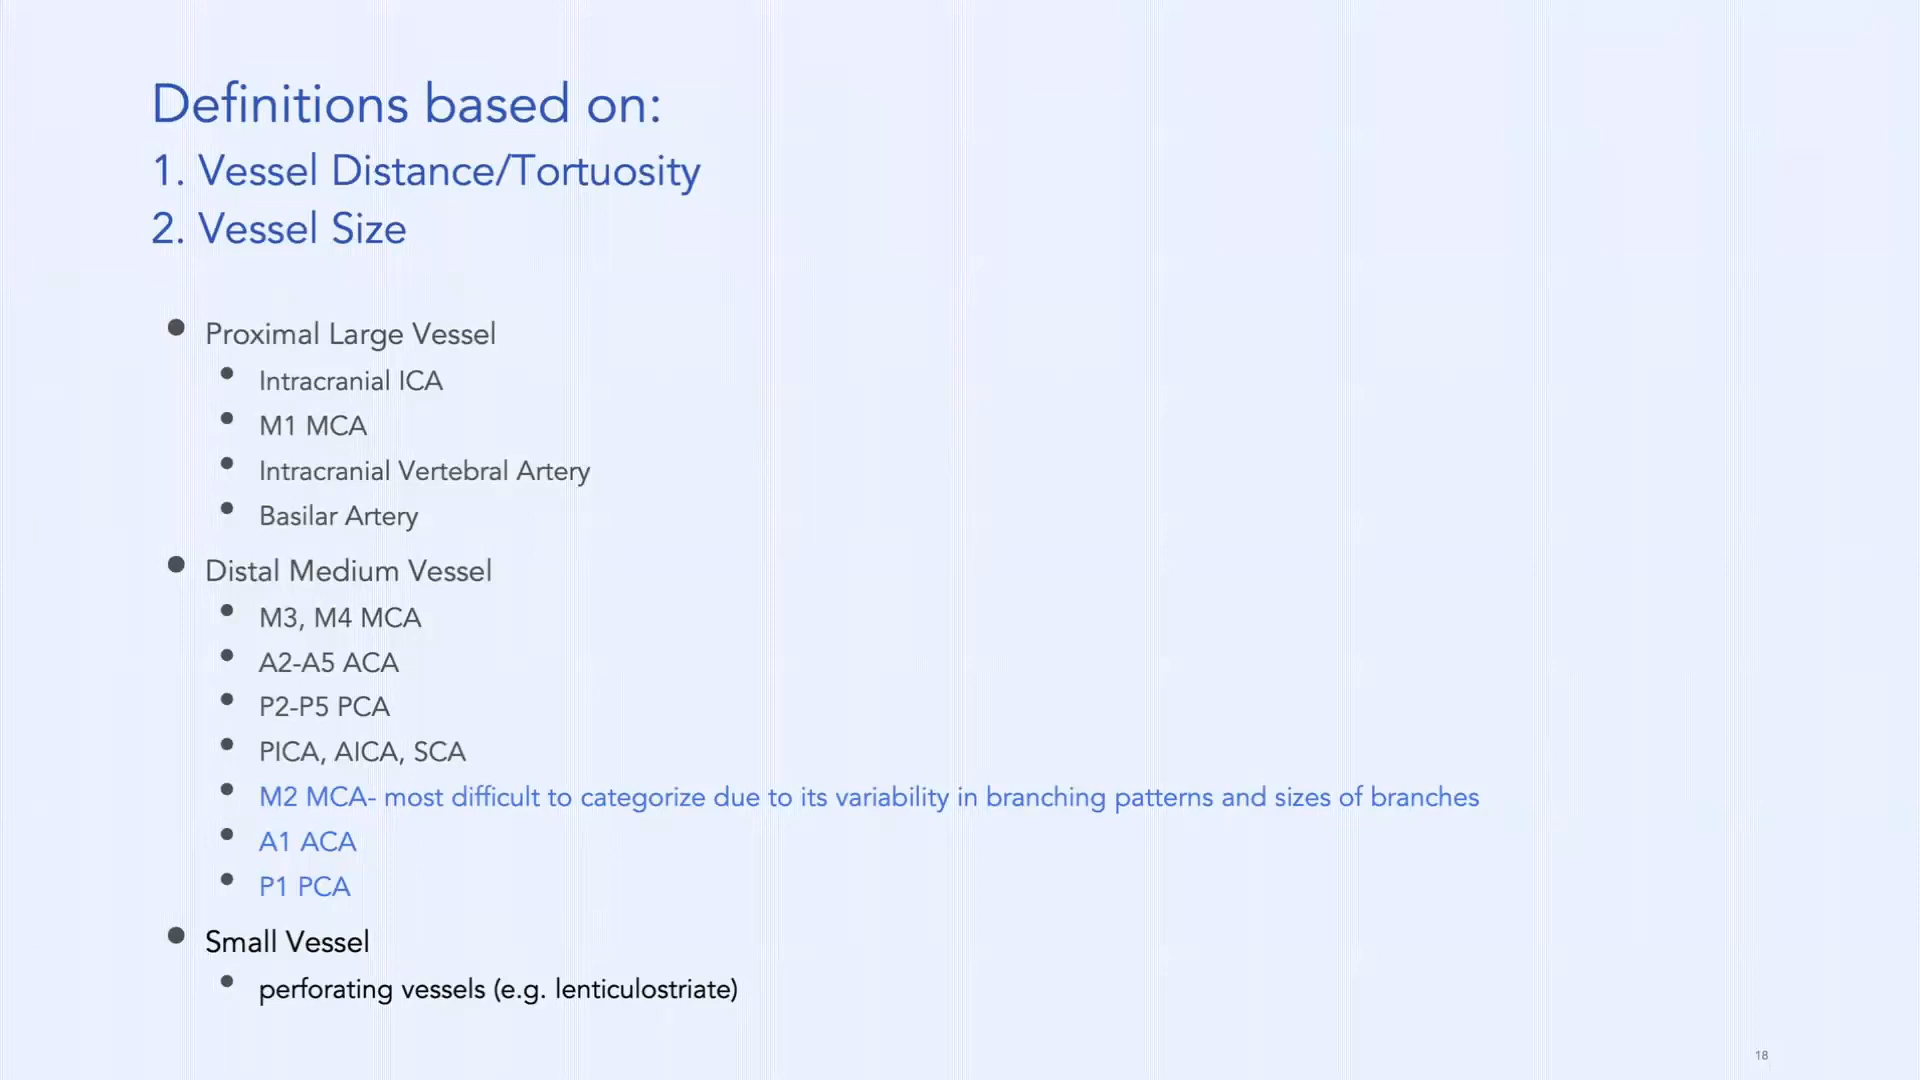 Definitions based on:
1. Vessel Distance/Tortuosity
2. Vessel Size
Proximal Large Vessel
Intracranial ICA
M1 MCA
Intracranial Vertebral Artery
Basilar Artery
Distal Medium Vessel
M3, M4 MCA
A2-A5 ACA
P2-P5 PCA
PICA, AICA, SCA
M2 MCA- most difficult to categorize due to its variability in branching patterns and sizes of branches
A1 ACA
P1 PCA
Small Vessel
perforating vessels (e.g. lenticulostriate)
18